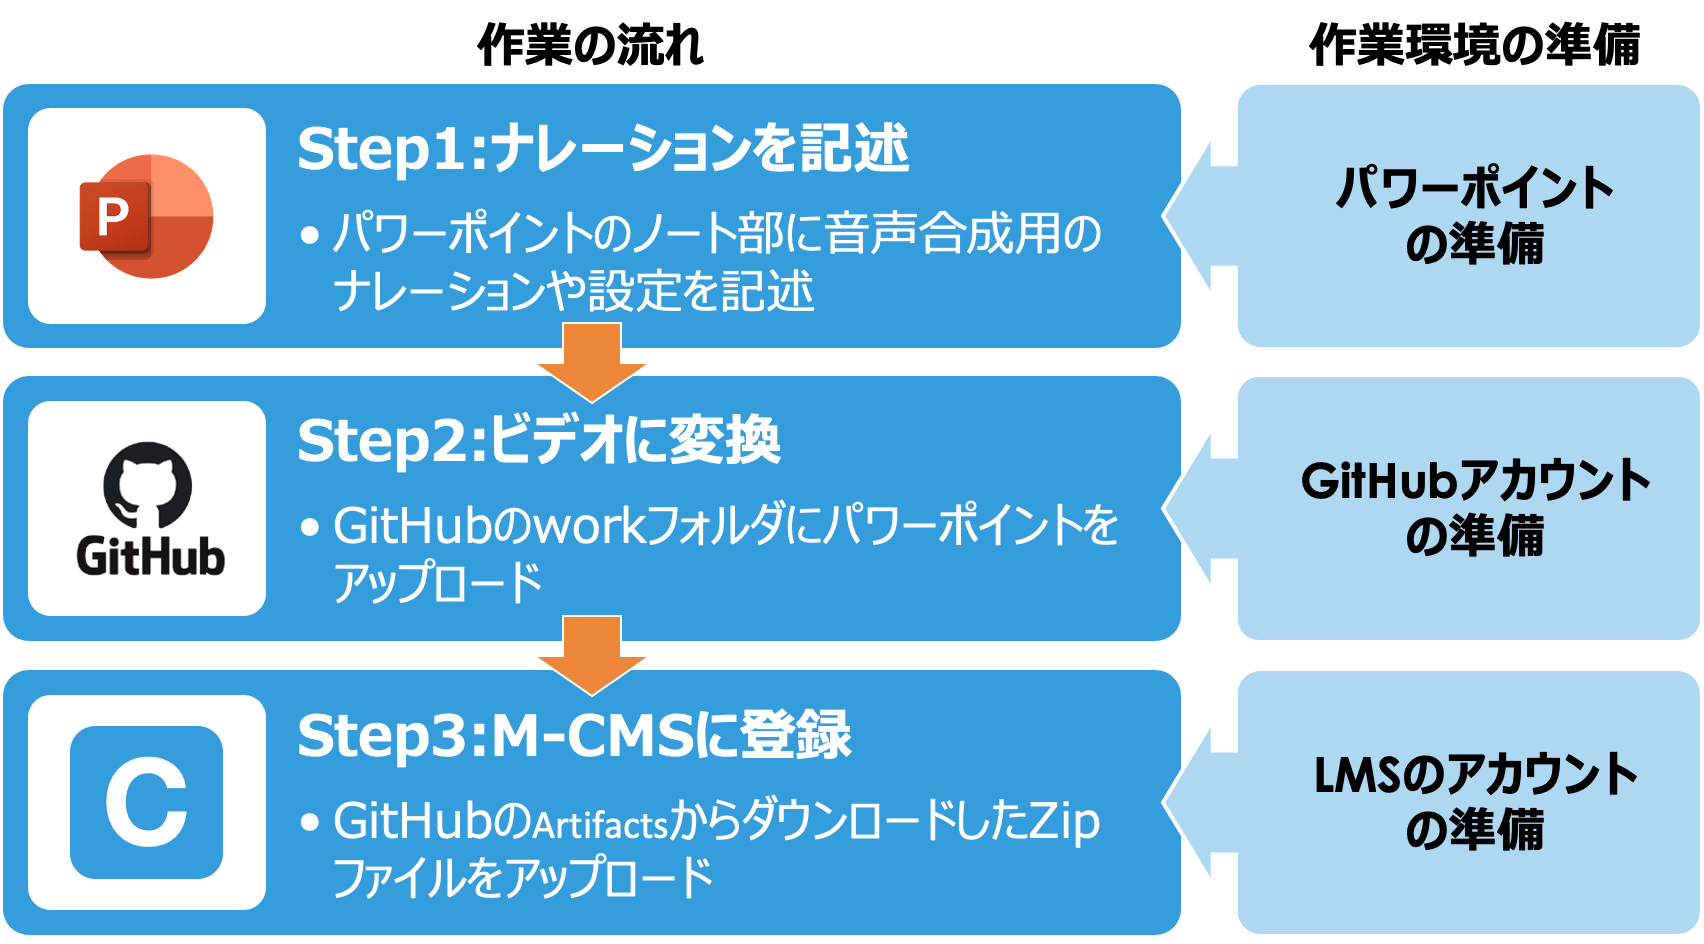 作業の流れ
作業環境の準備
P
Step1:ナレーションを記述
• パワーポイントのノート部に音声合成用の
ナレーションや設定を記述
パワーポイント
の準備
GitHub
Step2:ビデオに変換
• GitHubのworkフォルダにパワーポイントを
アップロード
GitHubアカウント
の準備
C
Step3:M-CMSに登録
• GitHubのArtifactsからダウンロードしたZip
ファイルをアップロード
LMSのアカウント
の準備